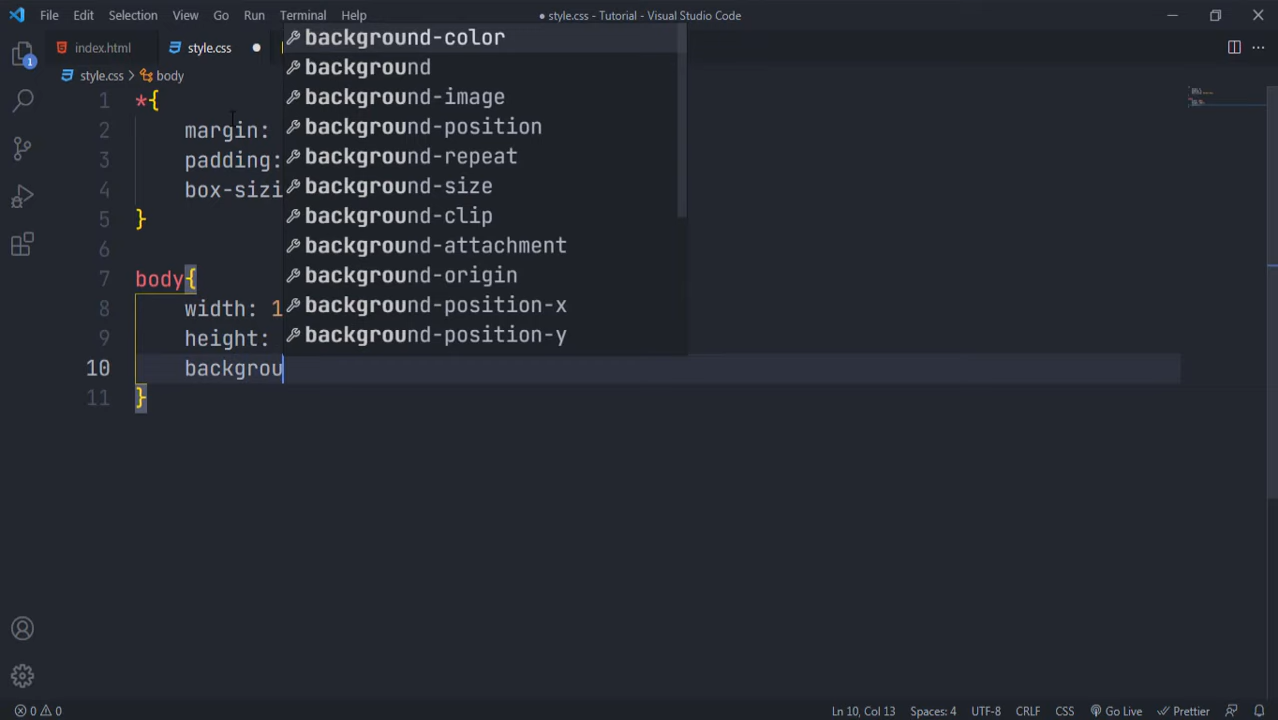 File Edit Selection View Go Run Terminal Help ● style.css - Tutorial - Visual Studio Code
index.html style.css ●
style.css > body
1 *{
2 margin:
3 padding:
4 box-sizi
5 }
6
7 body{
8 width: 1
9 height:
10 backgrou
11 }
background-color
background
background-image
background-position
background-repeat
background-size
background-clip
background-attachment
background-origin
background-position-x
background-position-y
1
0 0 Ln 10, Col 13 Spaces: 4 UTF-8 CRLF CSS Go Live Prettier